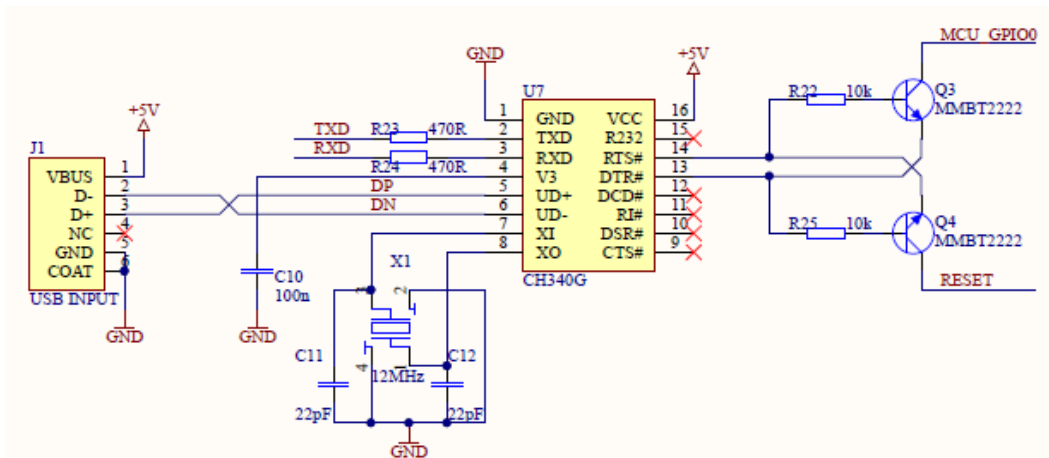 MCU_GPIO0
GND
+5V
U7
R22 10k
Q3
MMBT2222
+5V
TXD R23 470R
RXD R24 470R
1 GND VCC 16
2 TXD R232 15
3 RXD RTS# 14
4 V3 DTR# 13
5 UD+ DCD# 12
6 UD- RI# 11
7 XI DSR# 10
8 XO CTS# 9
CH340G
DP
DN
J1
VBUS 1
D- 2
D+ 3
NC 4
GND 5
COAT 6
USB INPUT
GND
R25 10k
Q4
MMBT2222
RESET
C10
100n
GND
X1
3 2
4 1
12MHz
C11
22pF
C12
22pF
GND